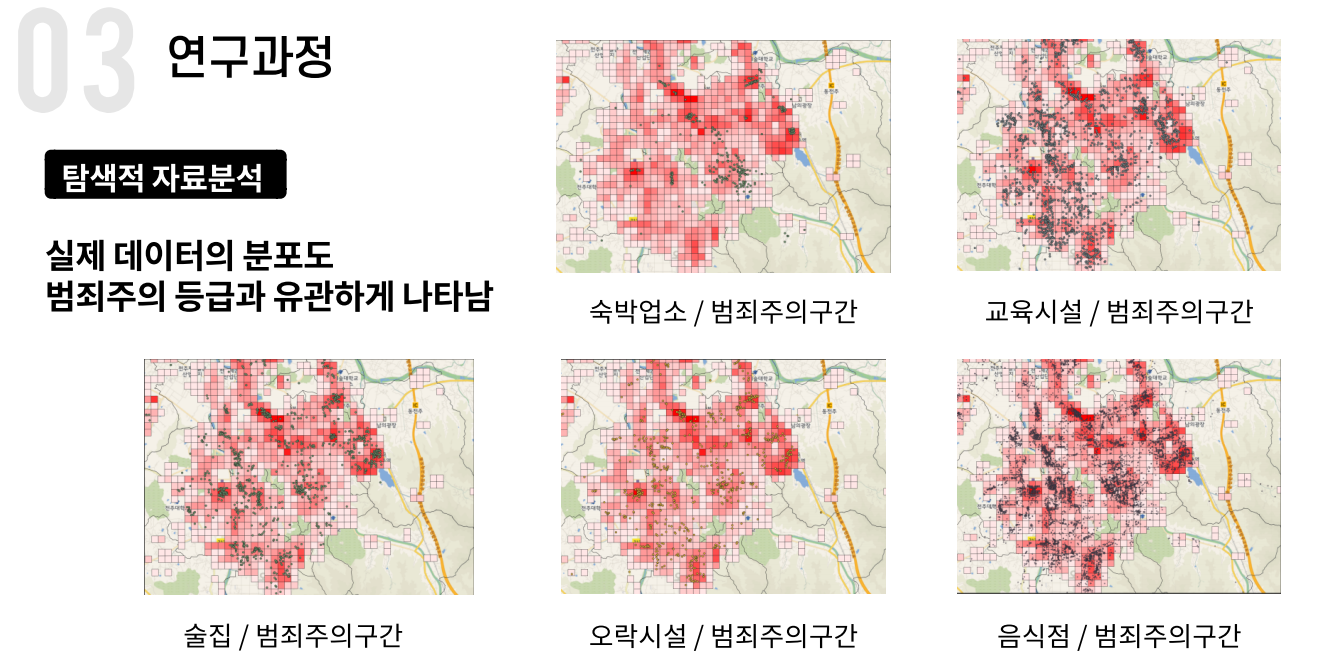 03 연구과정
탐색적 자료분석
실제 데이터의 분포도
범죄주의 등급과 유관하게 나타남
숙박업소 / 범죄주의구간
교육시설 / 범죄주의구간
술집 / 범죄주의구간
오락시설 / 범죄주의구간
음식점 / 범죄주의구간